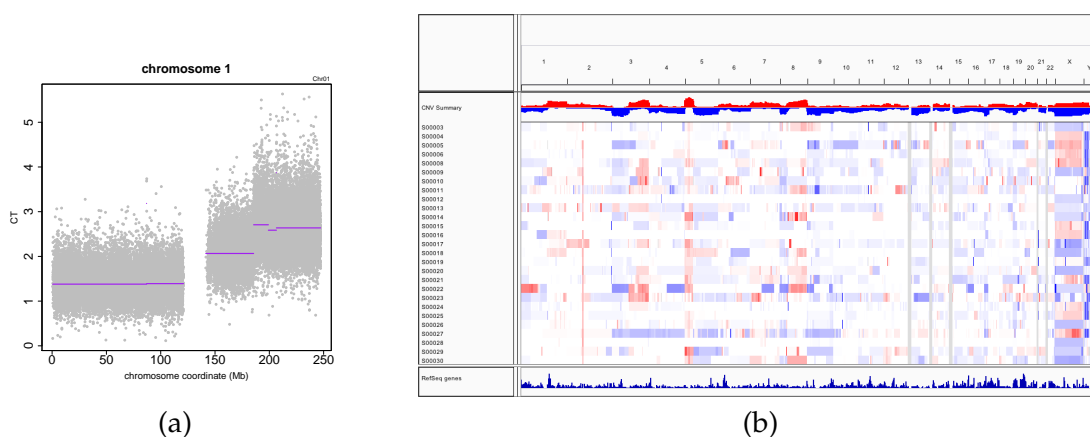 chromosome 1
Chr01
CT
5
4
3
2
1
0
0 50 100 150 200 250
chromosome coordinate (Mb)
(a)
1 2 3 4 5 6 7 8 9 10 11 12 13 14 15 16 17 18 19 20 21 22 X Y
CNV Summary
S00003
S00004
S00005
S00006
S00008
S00009
S00010
S00011
S00012
S00013
S00014
S00015
S00016
S00017
S00018
S00019
S00020
S00021
S00022
S00023
S00024
S00025
S00026
S00027
S00028
S00029
S00030
RefSeq genes
(b)